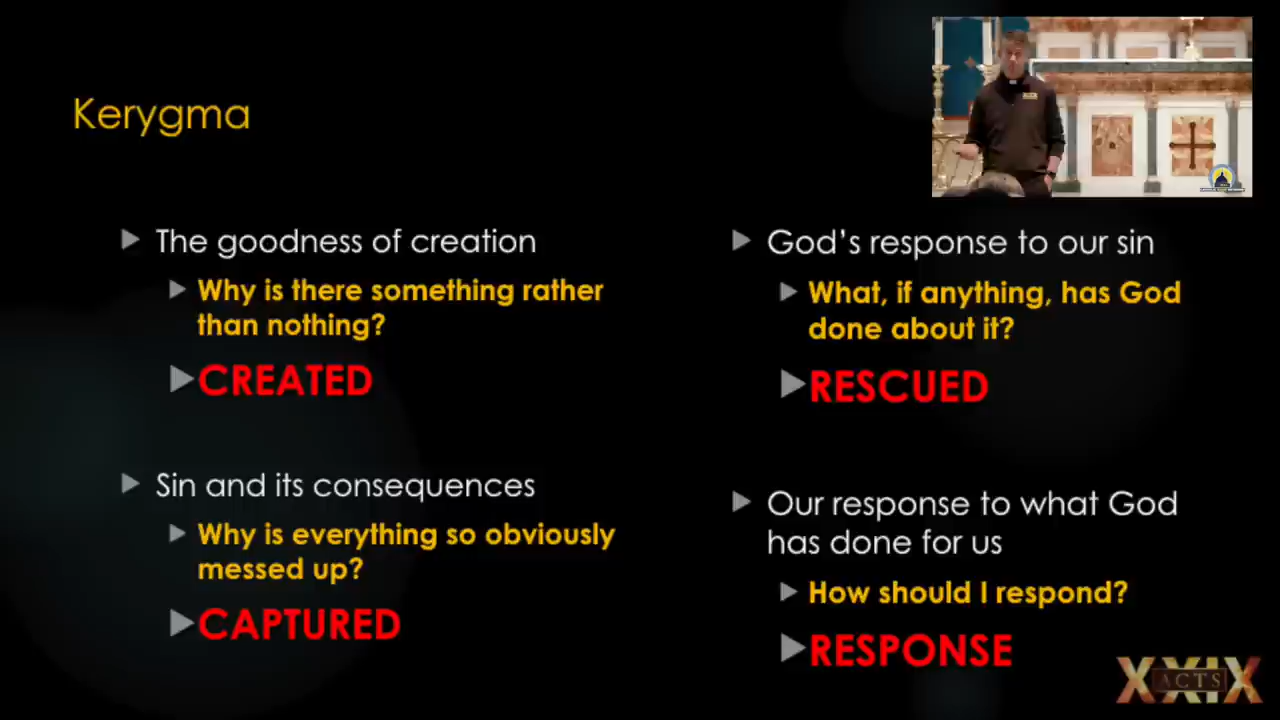 Kerygma
The goodness of creation
Why is there something rather
than nothing?
CREATED
Sin and its consequences
Why is everything so obviously
messed up?
CAPTURED
God's response to our sin
What, if anything, has God
done about it?
RESCUED
Our response to what God
has done for us
How should I respond?
RESPONSE
XXIX
ACTS